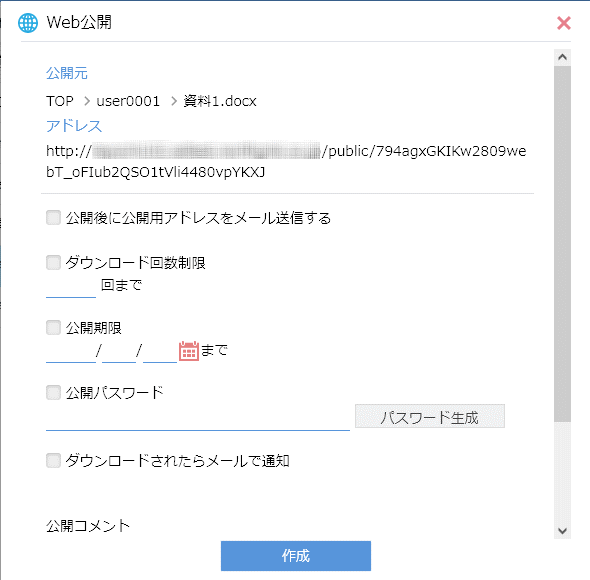 Web公開
公開元
TOP > user0001 > 資料1.docx
アドレス
http:// /public/794agxGKIKw2809we
bT_oFIub2QSO1tVli4480vpYKXJ
公開後に公開用アドレスをメール送信する
ダウンロード回数制限
回まで
公開期限
/ / まで
公開パスワード
パスワード生成
ダウンロードされたらメールで通知
公開コメント
作成